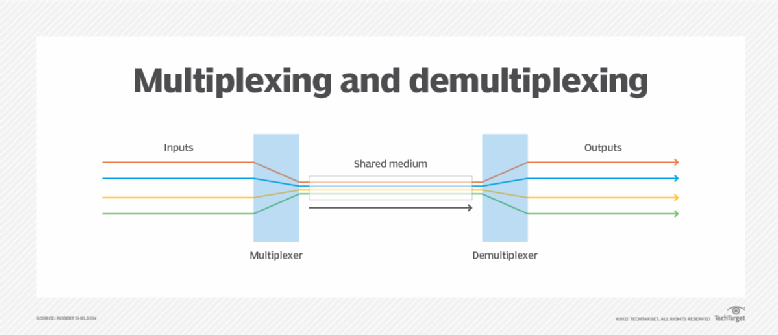 Multiplexing and demultiplexing
Inputs
Shared medium
Outputs
Multiplexer
Demultiplexer
TechTarget